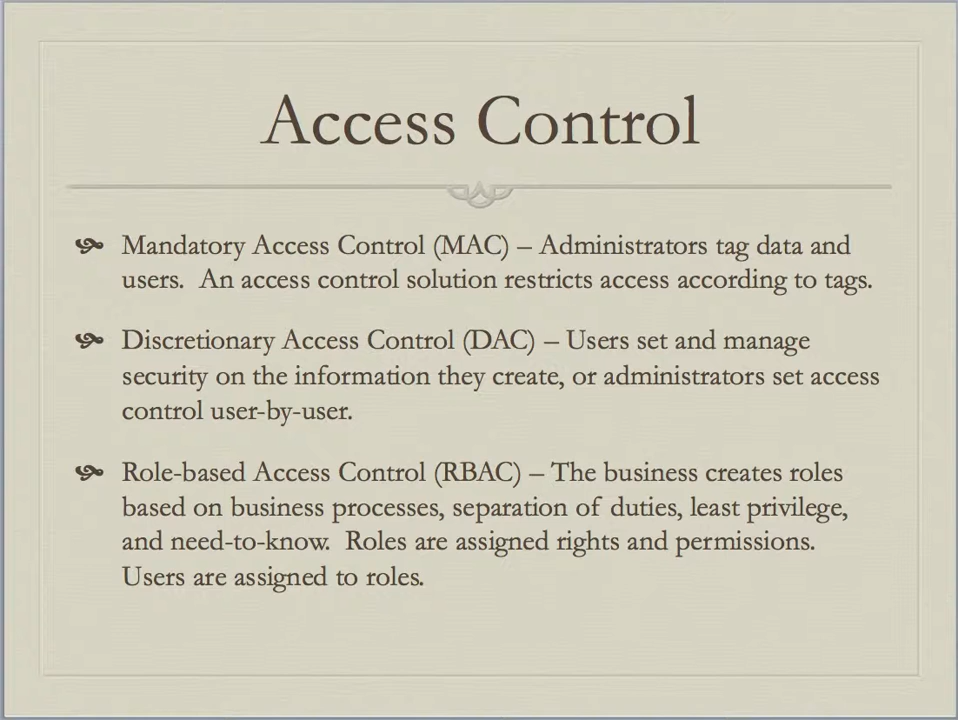 Access Control
Mandatory Access Control (MAC) – Administrators tag data and
users.  An access control solution restricts access according to tags.
Discretionary Access Control (DAC) – Users set and manage
security on the information they create, or administrators set access
control user-by-user.
Role-based Access Control (RBAC) – The business creates roles
based on business processes, separation of duties, least privilege,
and need-to-know.  Roles are assigned rights and permissions.
Users are assigned to roles.